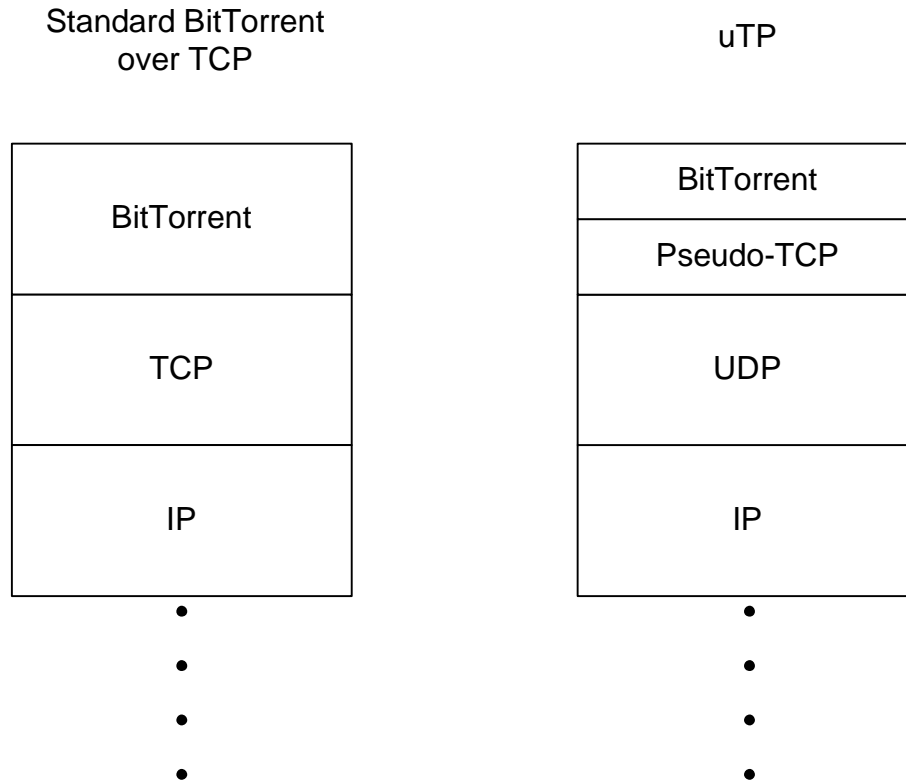 Standard BitTorrent
over TCP
uTP
BitTorrent
TCP
IP
BitTorrent
Pseudo-TCP
UDP
IP